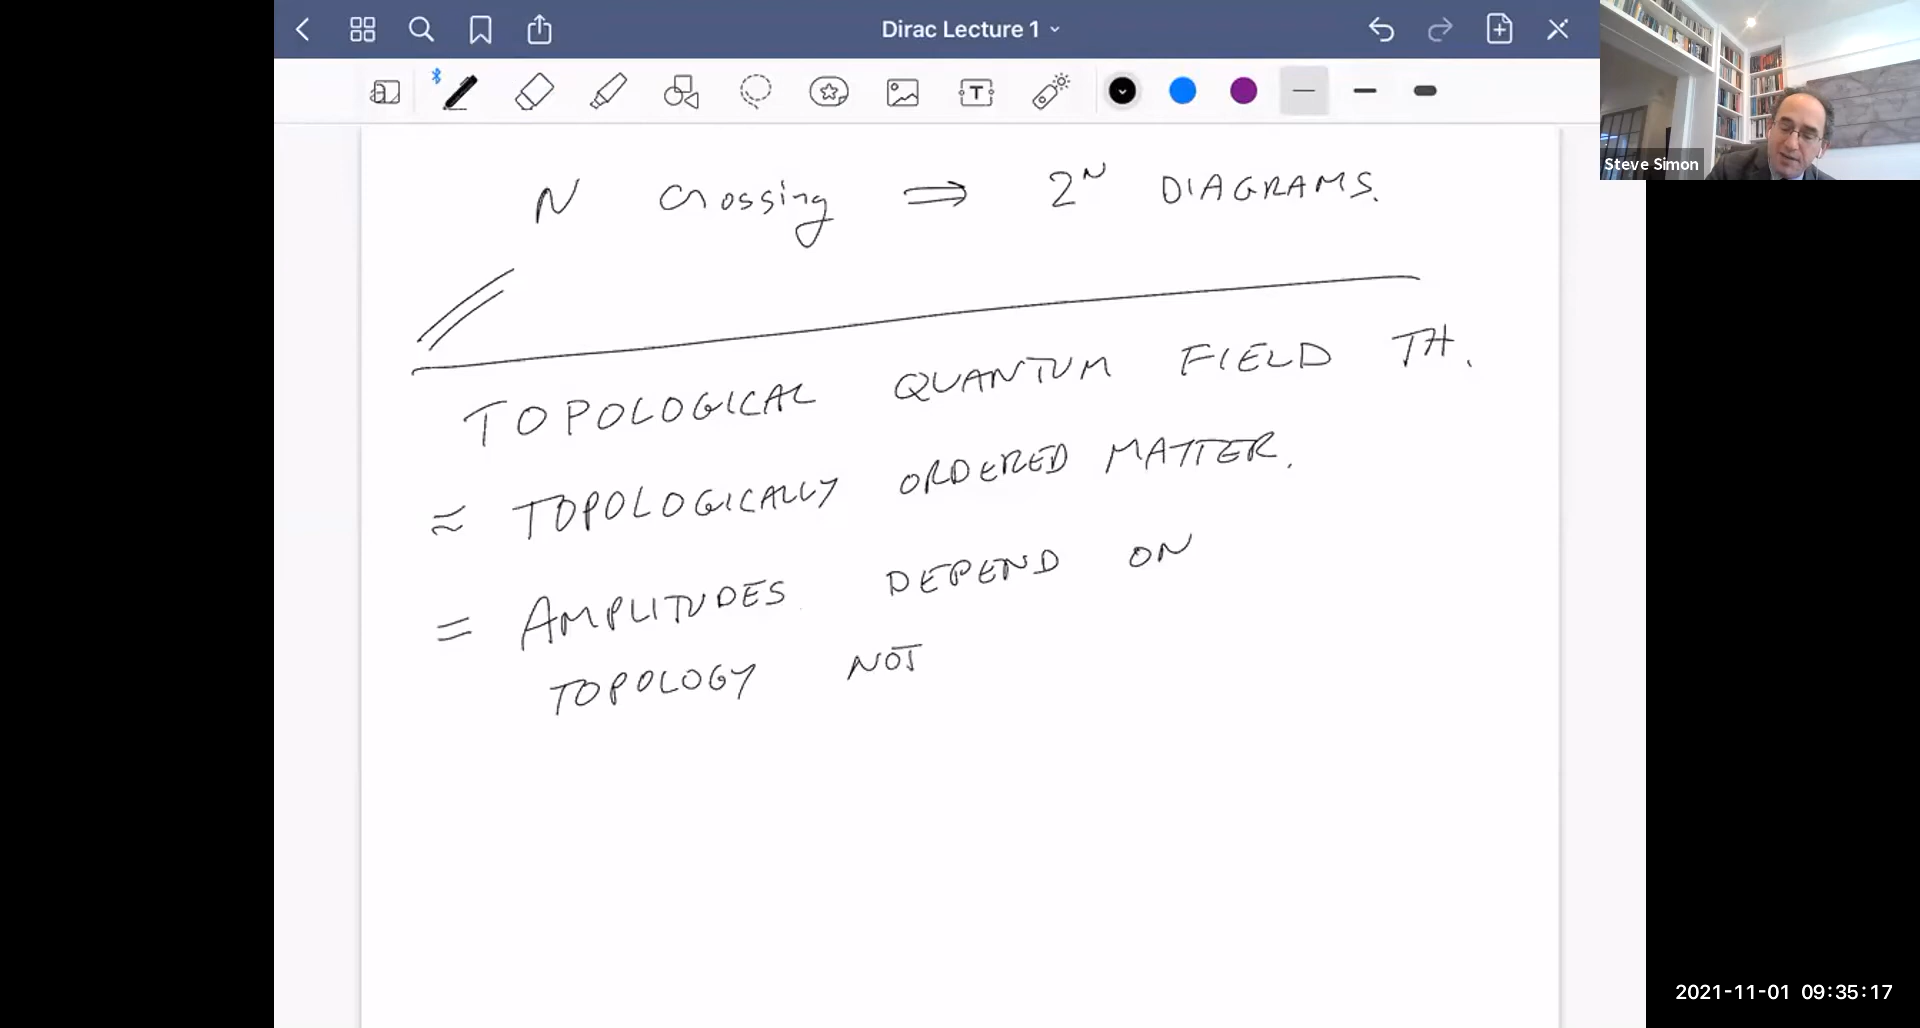 Dirac Lecture 1
T
Steve Simon
N Crossing ⇒ 2^N DIAGRAMS.
TOPOLOGICAL QUANTUM FIELD TH.
≈ TOPOLOGICALLY ORDERED MATTER.
= AMPLITUDES DEPEND ON
TOPOLOGY NOT
2021-11-01 09:35:17